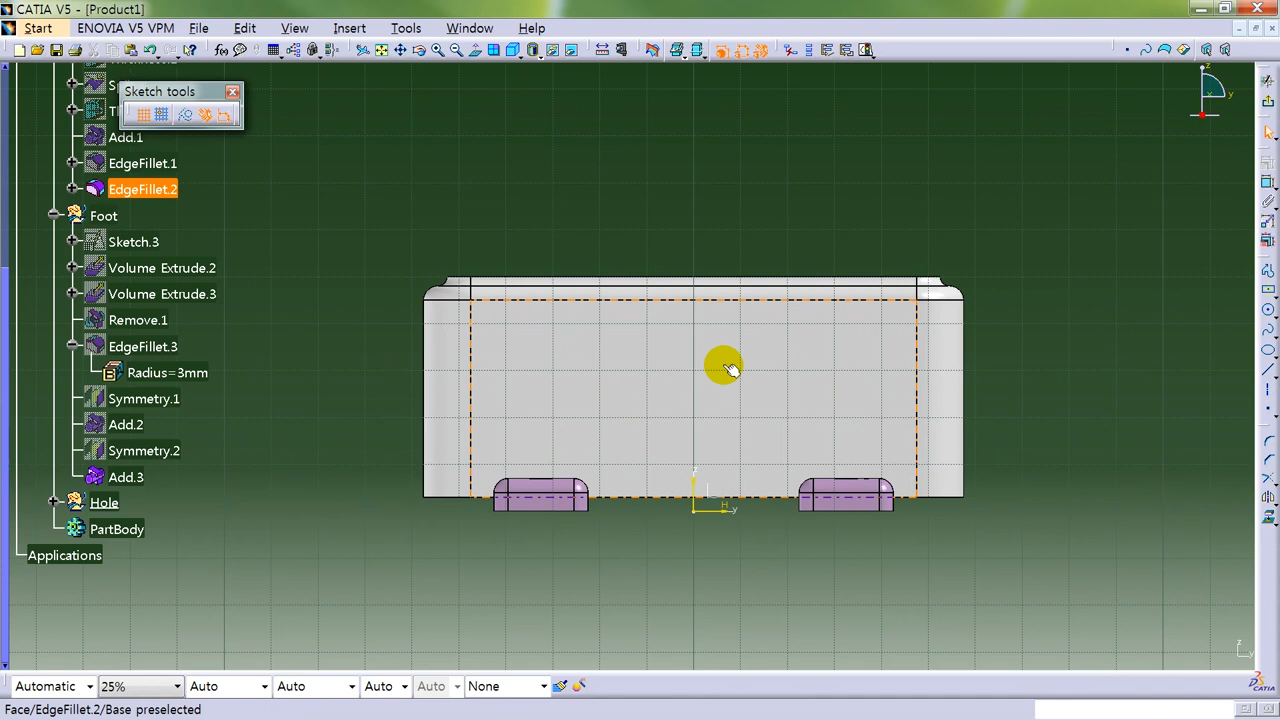 CATIA V5 - [Product1]
Start ENOVIA V5 VPM File Edit View Insert Tools Window Help
Sketch tools
Add.1
EdgeFillet.1
EdgeFillet.2
Foot
Sketch.3
Volume Extrude.2
Volume Extrude.3
Remove.1
EdgeFillet.3
Radius=3mm
Symmetry.1
Add.2
Symmetry.2
Add.3
Hole
PartBody
Applications
z
x
y
z
H
y
z
y
Automatic 25% Auto Auto Auto Auto None
Face/EdgeFillet.2/Base preselected
CATIA